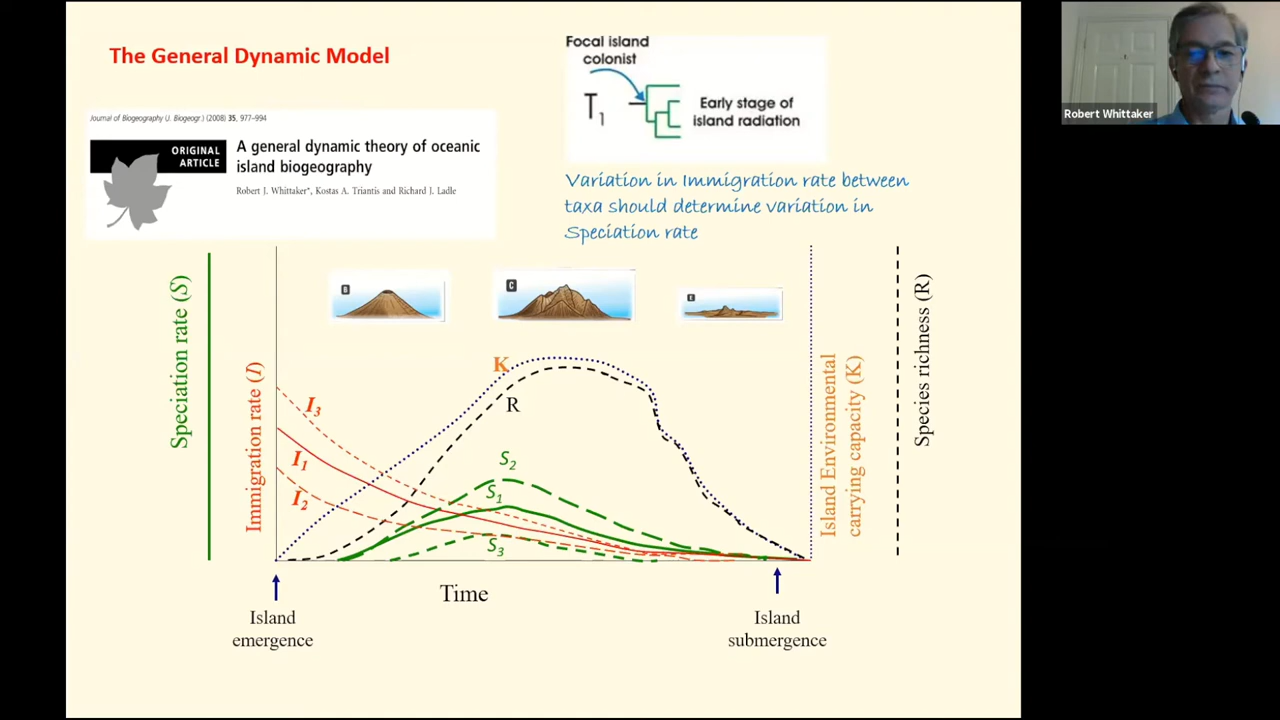 The General Dynamic Model
Journal of Biogeography (J. Biogeogr.) (2008) 35, 977–994
ORIGINAL
ARTICLE
A general dynamic theory of oceanic
island biogeography
Robert J. Whittaker*, Kostas A. Triantis and Richard J. Ladle
Focal island
colonist
T1
Early stage of
island radiation
Variation in Immigration rate between
taxa should determine variation in
Speciation rate
Robert Whittaker
Speciation rate (S)
Immigration rate (I)
B
C
E
K
R
I3
I1
I2
S2
S1
S3
Island Environmental
carrying capacity (K)
Species richness (R)
Time
Island
emergence
Island
submergence